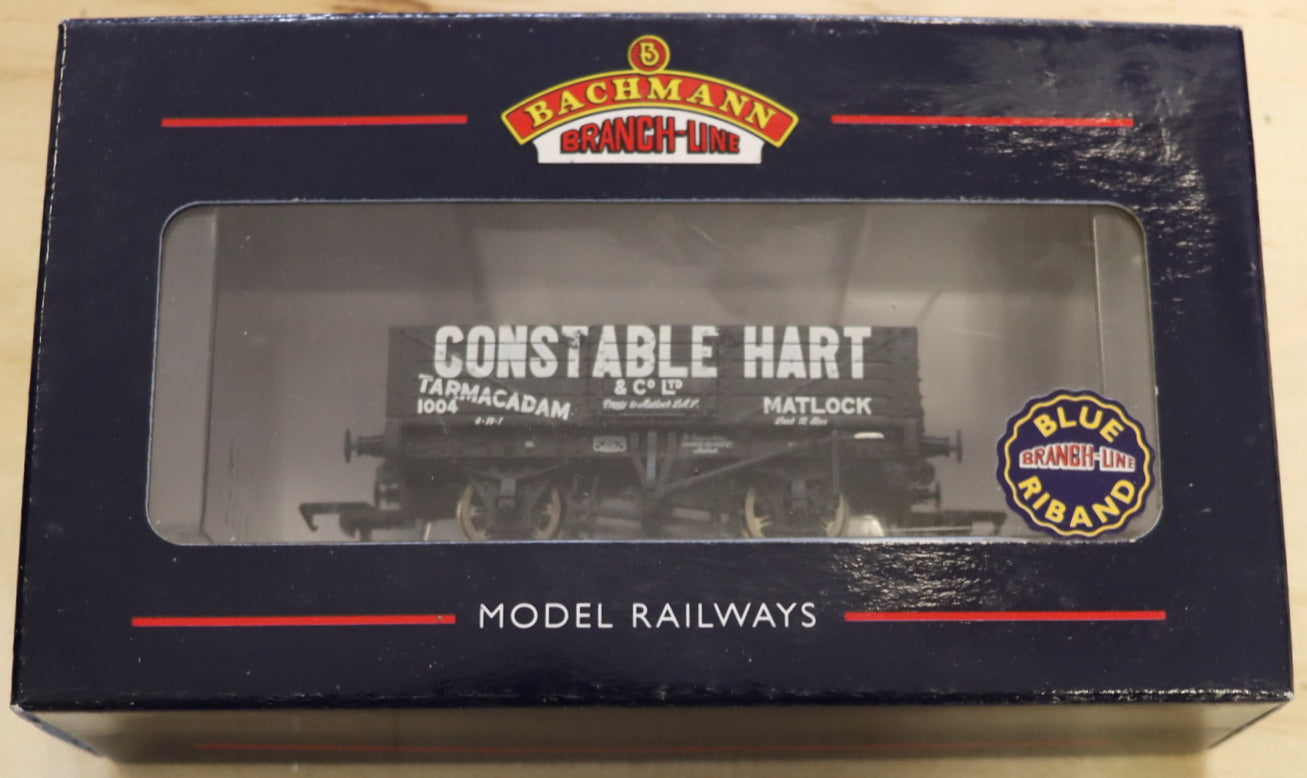 BACHMANN
BRANCH-LINE
CONSTABLE HART
& Co LTD
TARMACADAM
1004
MATLOCK
BLUE
BRANCH-LINE
RIBAND
MODEL RAILWAYS